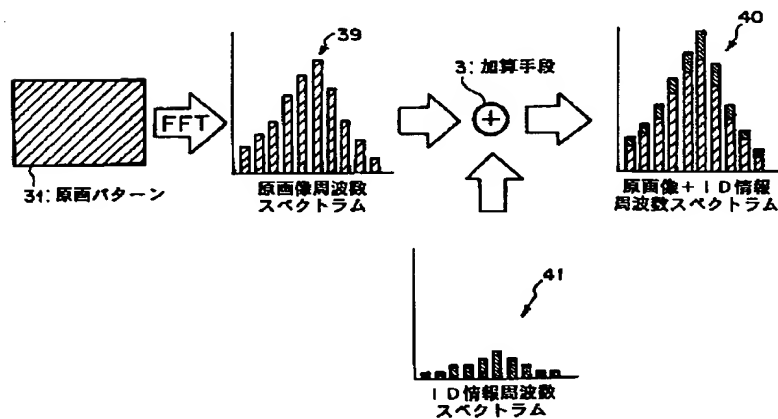 39
3:加算手段
40
FFT
31:原画パターン
原画像周波数
スペクトラム
原画像+ID情報
周波数スペクトラム
41
ID情報周波数
スペクトラム